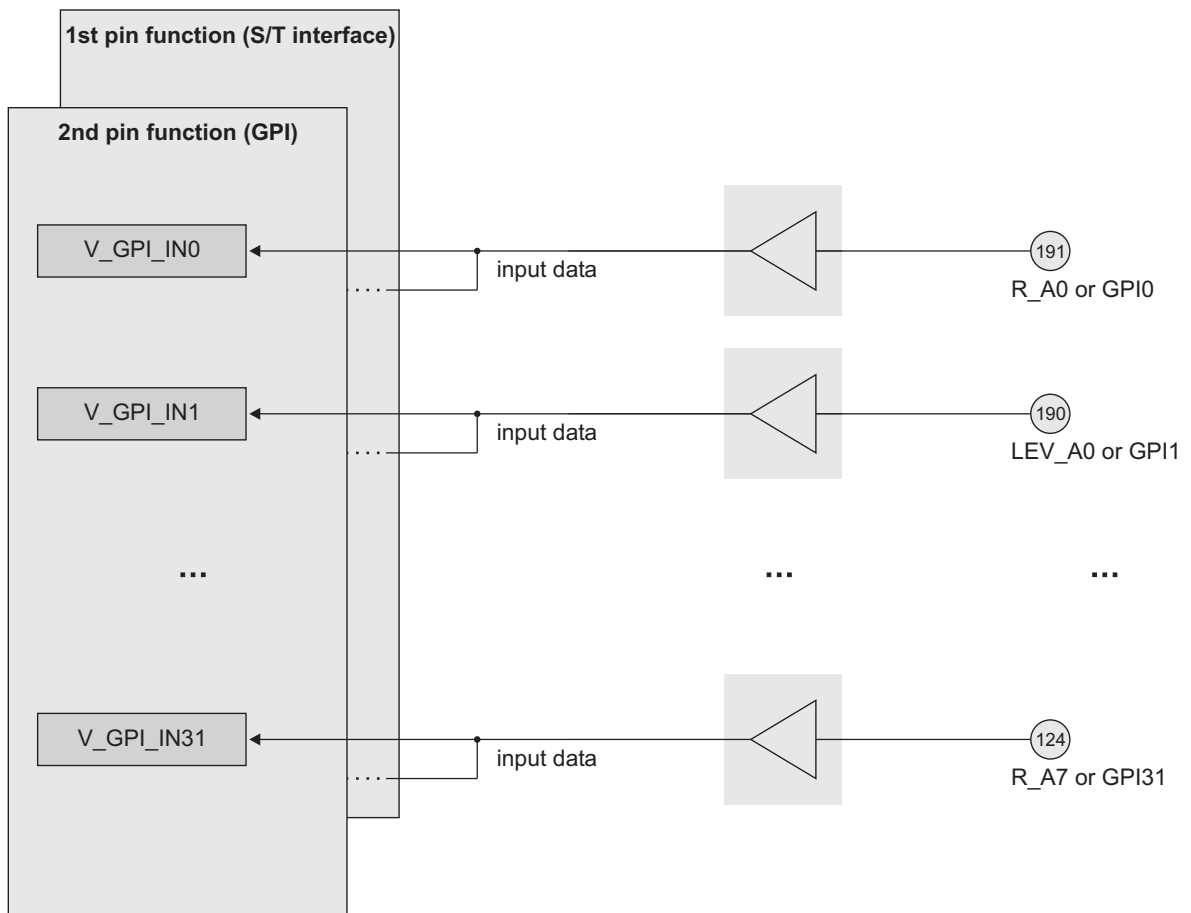 1st pin function (S/T interface)
2nd pin function (GPI)
V_GPI_IN0
input data
191
R_A0 or GPI0
V_GPI_IN1
input data
190
LEV_A0 or GPI1
...
...
...
V_GPI_IN31
input data
124
R_A7 or GPI31